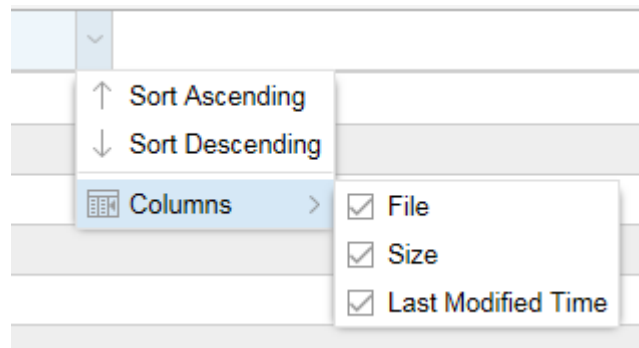 Sort Ascending
Sort Descending
Columns
File
Size
Last Modified Time